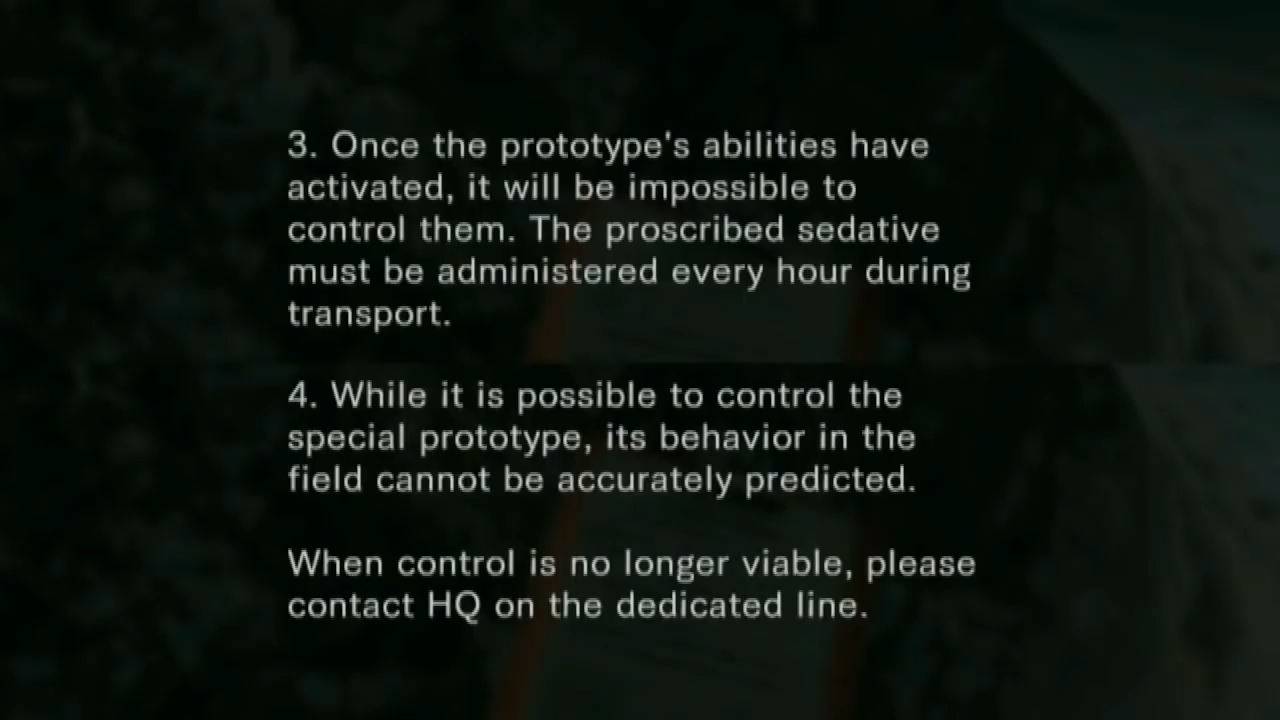 3. Once the prototype's abilities have
activated, it will be impossible to
control them. The proscribed sedative
must be administered every hour during
transport.
4. While it is possible to control the
special prototype, its behavior in the
field cannot be accurately predicted.
When control is no longer viable, please
contact HQ on the dedicated line.